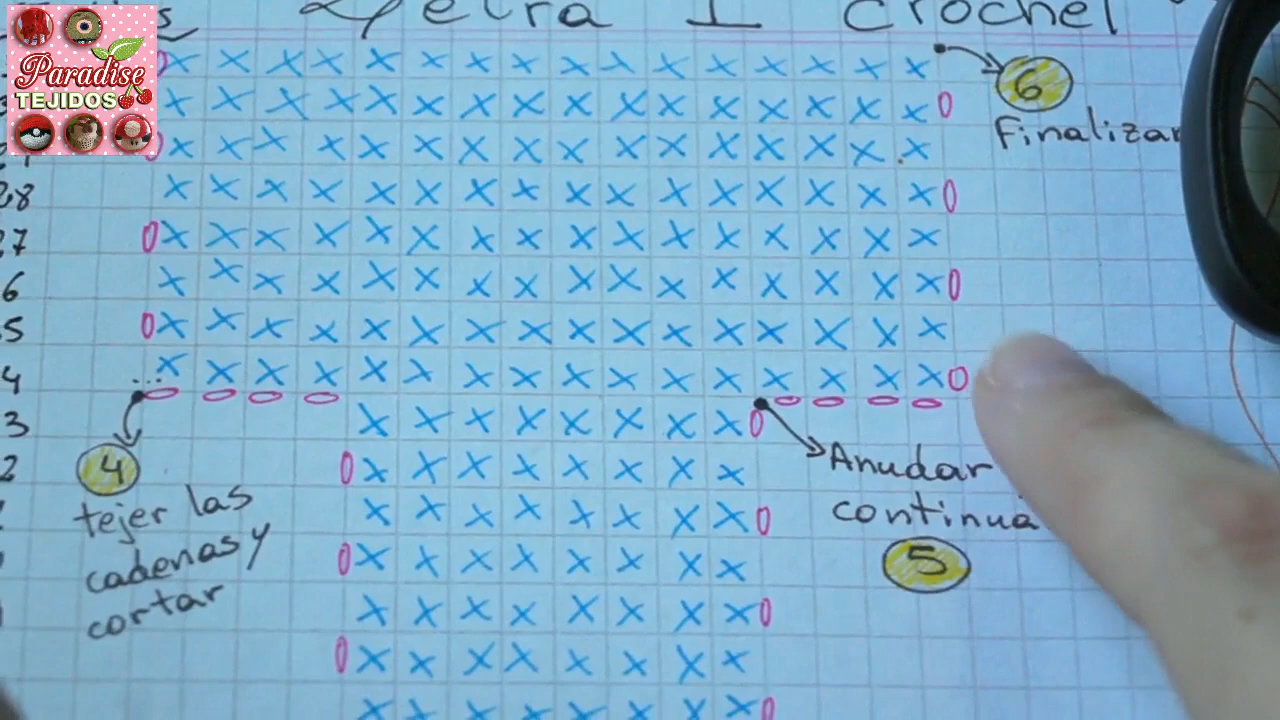 Letra I Crochet
Paradise
TEJIDOS
6
Finalizar
28
27
6
5
4
3
2
4
tejer las
cadenas y
cortar
Anudar
continua
5